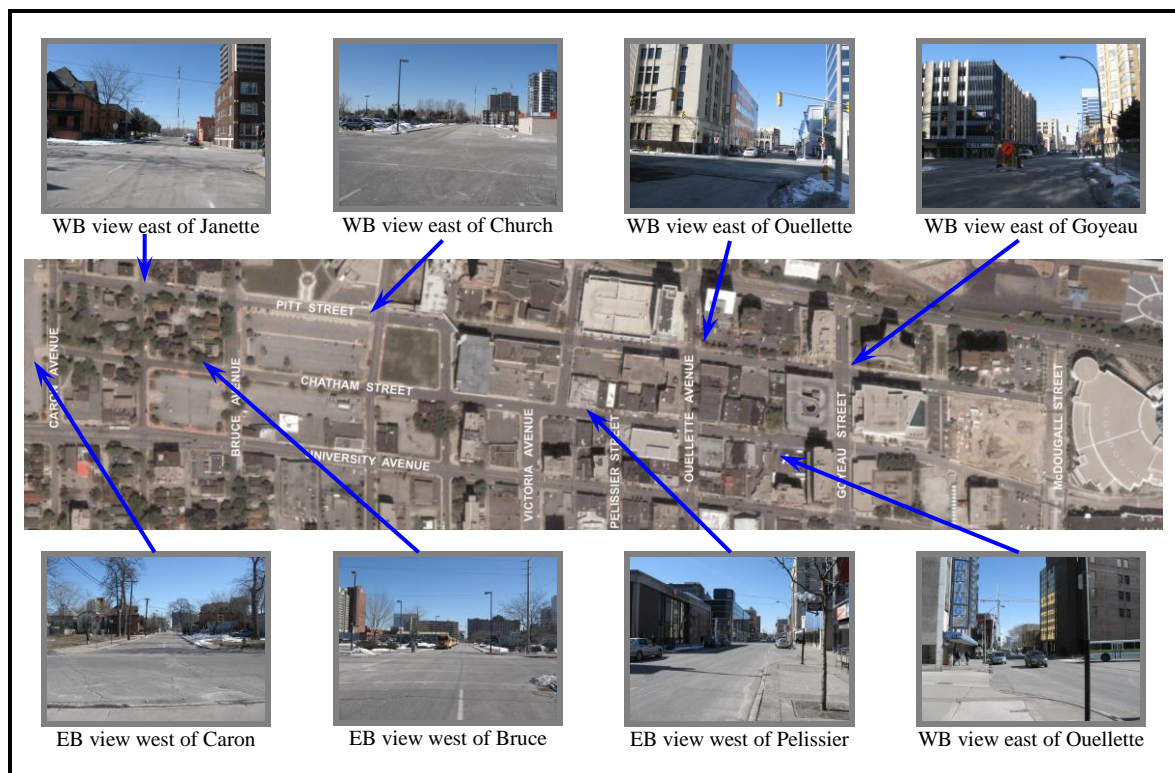 WB view east of Janette
WB view east of Church
WB view east of Ouellette
WB view east of Goyeau
PITT STREET
CARON AVENUE
CHATHAM STREET
BRUCE AVENUE
UNIVERSITY AVENUE
VICTORIA AVENUE
PELISSIER STREET
OUELLETTE AVENUE
GOYEAU STREET
McDOUGALL STREET
EB view west of Caron
EB view west of Bruce
EB view west of Pelissier
WB view east of Ouellette